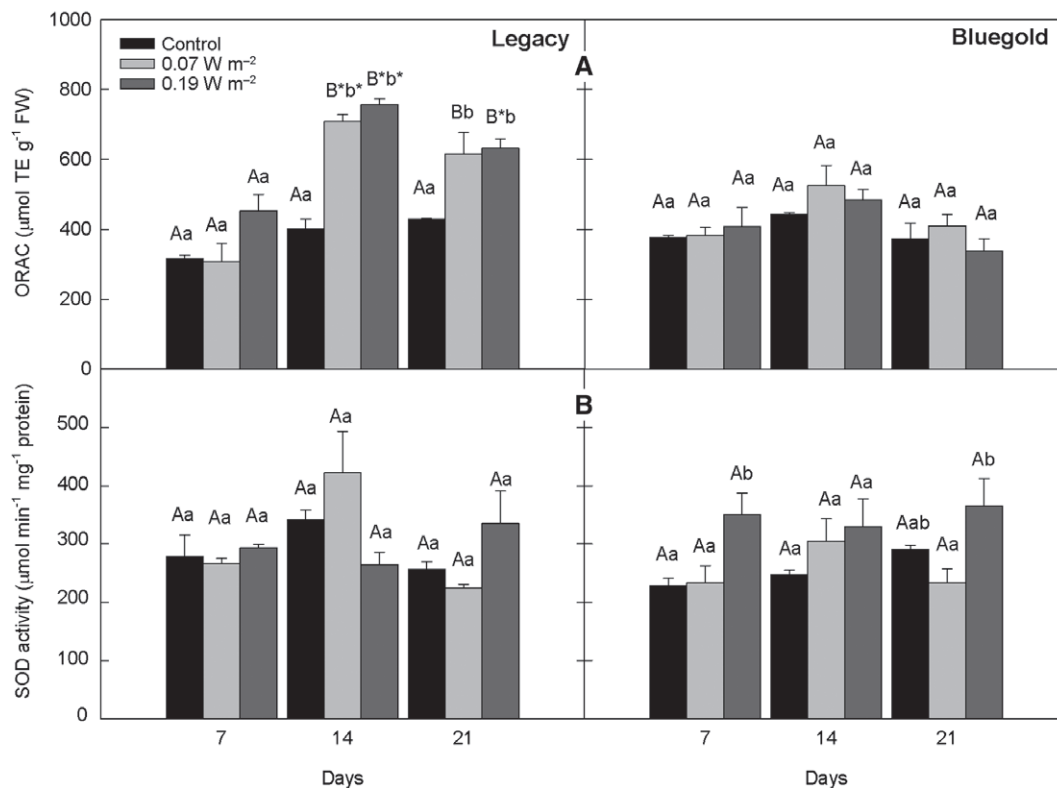 1000
800
600
400
200
0
ORAC (μmol TE g⁻¹ FW)
Control
0.07 W m⁻²
0.19 W m⁻²
Legacy
Aa
Aa
Aa
Aa
B*b*
B*b*
Aa
Bb
B*b
A
Bluegold
Aa
Aa
Aa
Aa
Aa
Aa
Aa
Aa
Aa
500
400
300
200
100
0
SOD activity (μmol min⁻¹ mg⁻¹ protein)
Aa
Aa
Aa
Aa
Aa
Aa
Aa
Aa
Aa
B
Aa
Aa
Ab
Aa
Aa
Aa
Aab
Aa
Ab
7 14 21
7 14 21
Days
Days